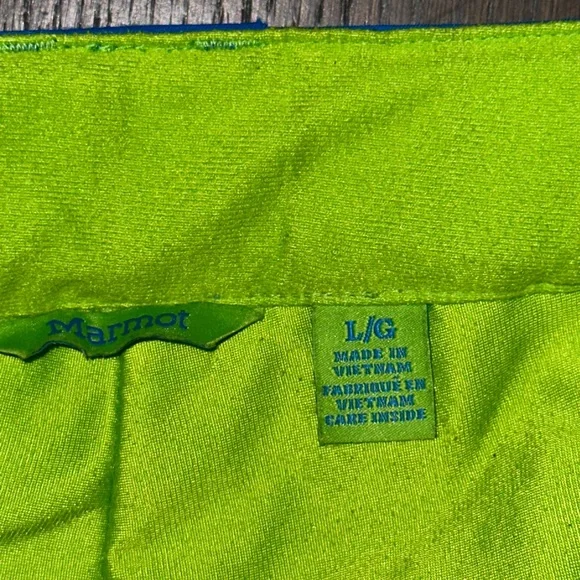 Marmot
L/G
MADE IN
VIETNAM
FABRIQUÉ EN
VIETNAM
CARE INSIDE